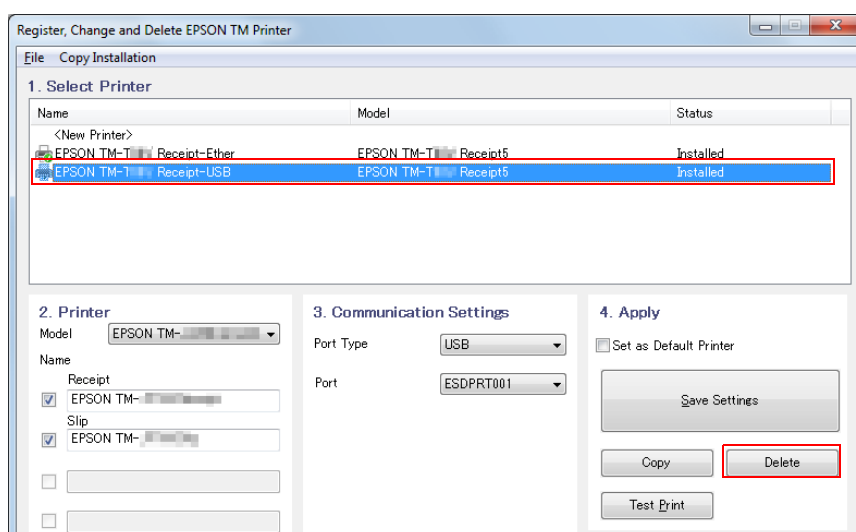 Register, Change and Delete EPSON TM Printer
File Copy Installation
1. Select Printer
Name Model Status
<New Printer>
EPSON TM-T Receipt-Ether EPSON TM-T Receipt5 Installed
EPSON TM-T Receipt-USB EPSON TM-T Receipt5 Installed
2. Printer
Model EPSON TM-
Name
Receipt
EPSON TM-
Slip
EPSON TM-
3. Communication Settings
Port Type USB
Port ESDPRT001
4. Apply
Set as Default Printer
Save Settings
Copy Delete
Test Print